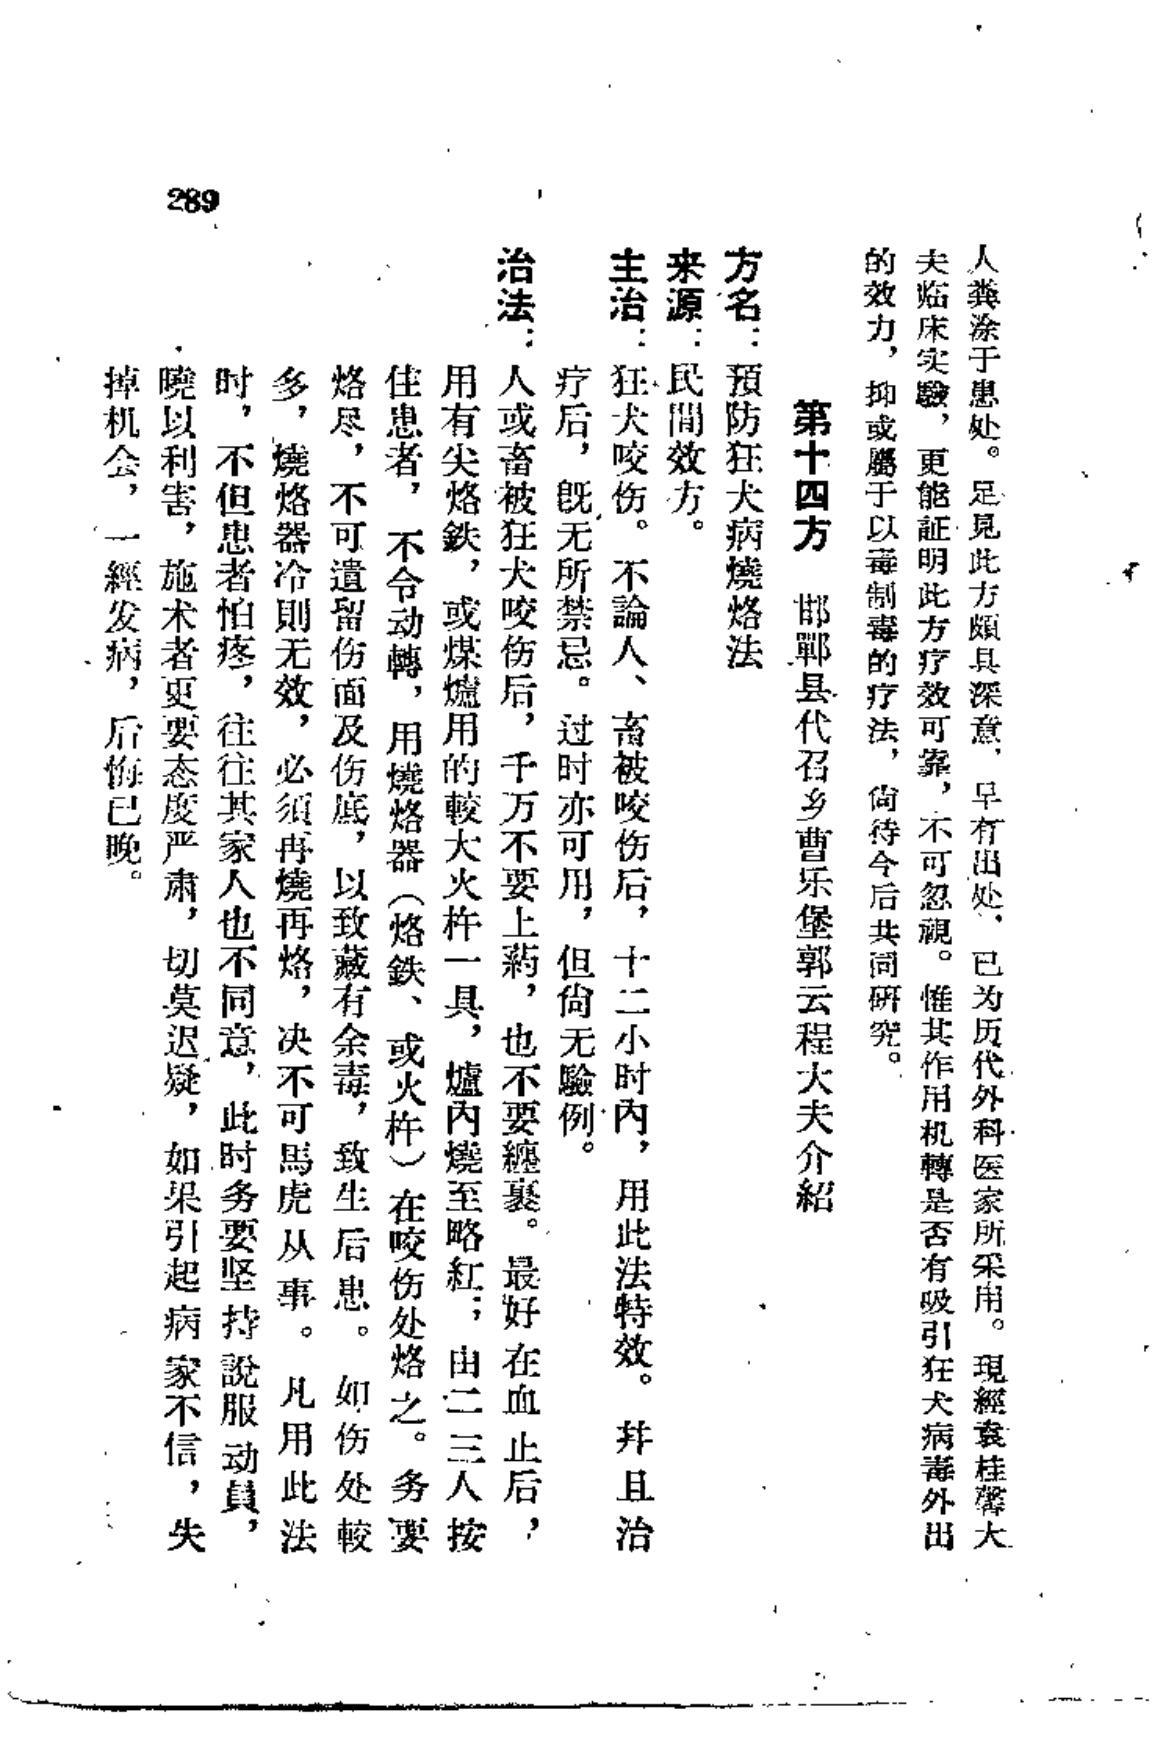 人糞涂于患处。足見此方頗具深意，早有出处，已为历代外科医家所采用。現經袁桂馨大
夫临床实驗，更能証明此方疗效可靠，不可忽視。惟其作用机轉是否有吸引狂犬病毒外出
的效力，抑或屬于以毒制毒的疗法，尙待今后共同研究。
第十四方　邯鄲县代召乡曹乐堡郭云程大夫介紹
方名：預防狂犬病燒烙法
来源：民間效方。
主治：狂犬咬伤。不論人、畜被咬伤后，十二小时內，用此法特效。幷且治
疗后，旣无所禁忌。过时亦可用，但尙无驗例。
治法：人或畜被狂犬咬伤后，千万不要上葯，也不要纏裹。最好在血止后，
用有尖烙鉄，或煤爐用的較大火杵一具，爐內燒至略紅；由二三人按
住患者，不令动轉，用燒烙器（烙鉄、或火杵）在咬伤处烙之。务要
烙尽，不可遺留伤面及伤底，以致藏有余毒，致生后患。如伤处較
多，燒烙器冷則无效，必須再燒再烙，决不可馬虎从事。凡用此法
时，不但患者怕疼，往往其家人也不同意，此时务要坚持說服动員，
曉以利害，施术者更要态度严肃，切莫迟疑，如果引起病家不信，失
掉机会，一經发病，后悔已晚。
289